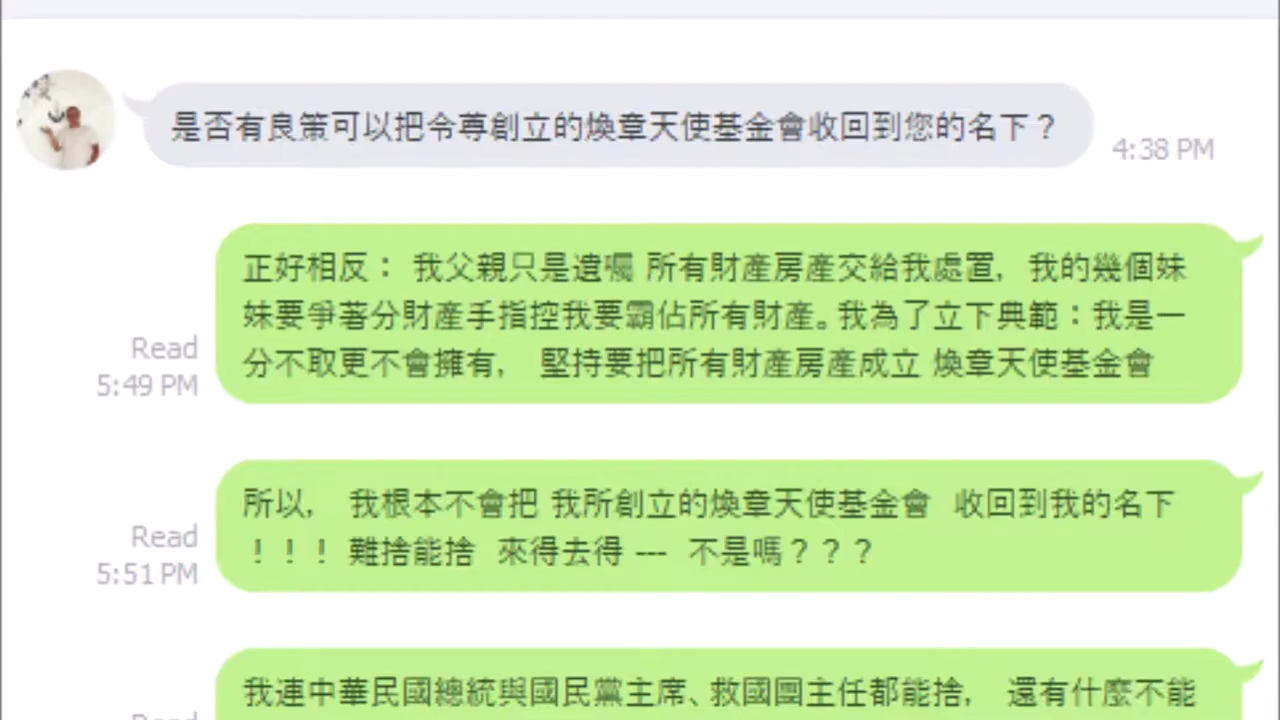 是否有良策可以把令尊創立的煥章天使基金會收回到您的名下？
4:38 PM
正好相反： 我父親只是遺囑 所有財產房產交給我處置, 我的幾個妹
妹要爭著分財產手指控我要霸佔所有財產。我為了立下典範：我是一
分不取更不會擁有, 堅持要把所有財產房產成立 煥章天使基金會
Read
5:49 PM
所以, 我根本不會把 我所創立的煥章天使基金會 收回到我的名下
！！！ 難捨能捨 來得去得 --- 不是嗎？？？
Read
5:51 PM
我連中華民國總統與國民黨主席、救國團主任都能捨, 還有什麼不能
Read